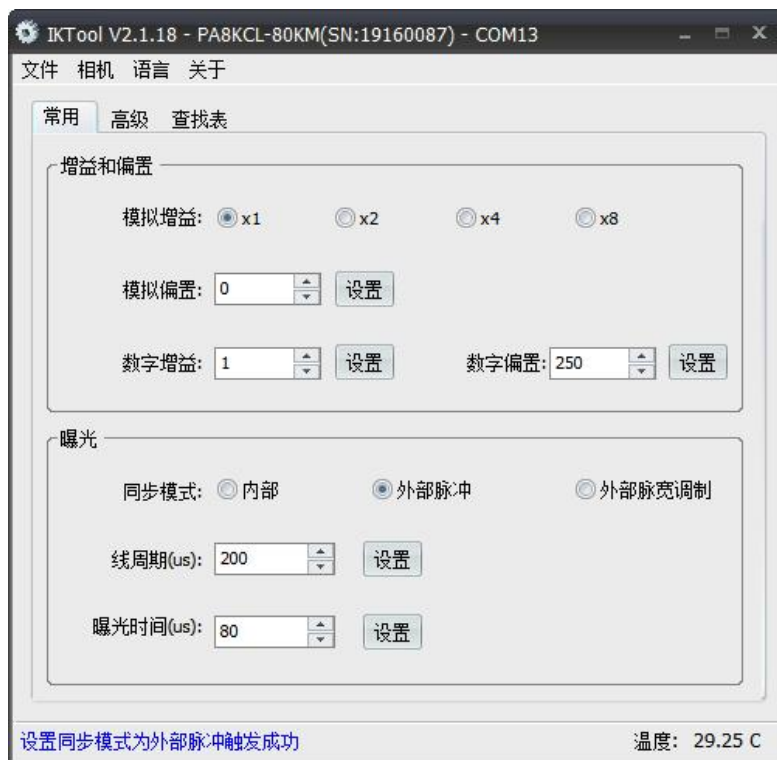 IKTool V2.1.18 - PA8KCL-80KM(SN:19160087) - COM13
文件 相机 语言 关于
常用 高级 查找表
增益和偏置
模拟增益: x1 x2 x4 x8
模拟偏置: 0 设置
数字增益: 1 设置 数字偏置: 250 设置
曝光
同步模式: 内部 外部脉冲 外部脉宽调制
线周期(us): 200 设置
曝光时间(us): 80 设置
设置同步模式为外部脉冲触发成功 温度: 29.25 C